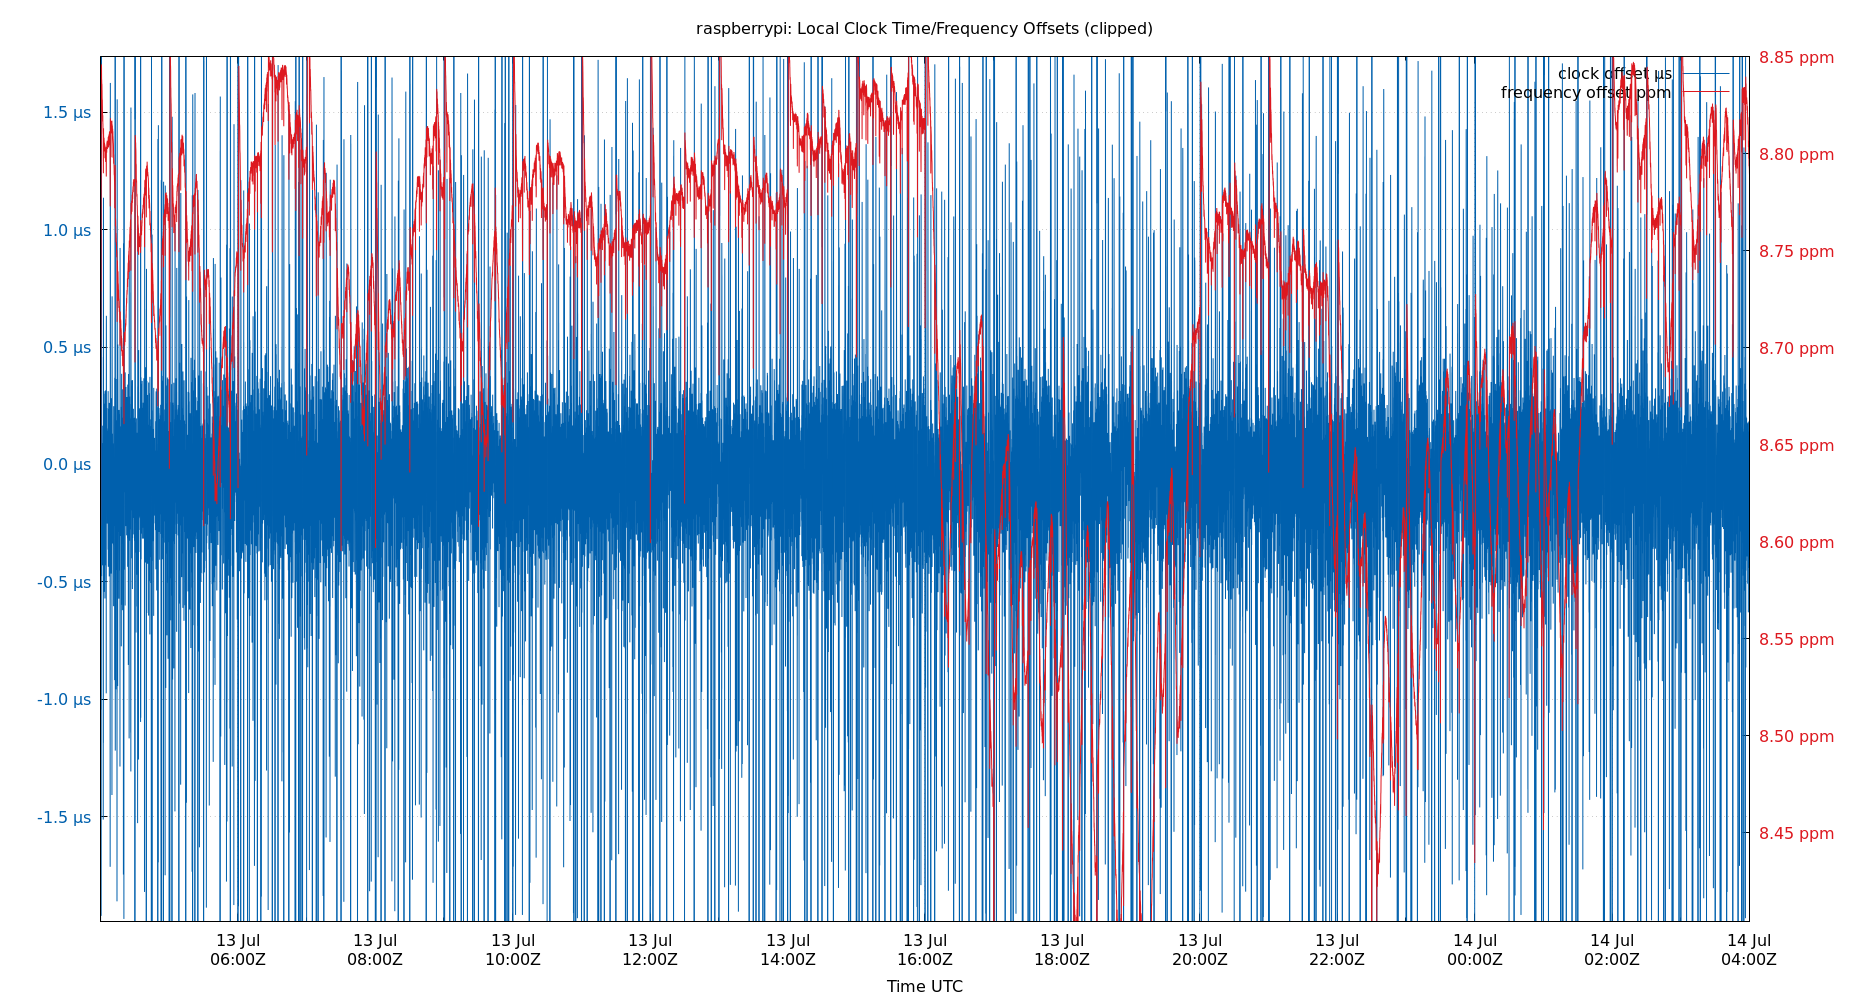 raspberrypi: Local Clock Time/Frequency Offsets (clipped)
clock offset µs
frequency offset ppm
1.5 µs
1.0 µs
0.5 µs
0.0 µs
-0.5 µs
-1.0 µs
-1.5 µs
8.85 ppm
8.80 ppm
8.75 ppm
8.70 ppm
8.65 ppm
8.60 ppm
8.55 ppm
8.50 ppm
8.45 ppm
13 Jul 13 Jul 13 Jul 13 Jul 13 Jul 13 Jul 13 Jul 13 Jul 13 Jul 14 Jul 14 Jul 14 Jul
06:00Z 08:00Z 10:00Z 12:00Z 14:00Z 16:00Z 18:00Z 20:00Z 22:00Z 00:00Z 02:00Z 04:00Z
Time UTC